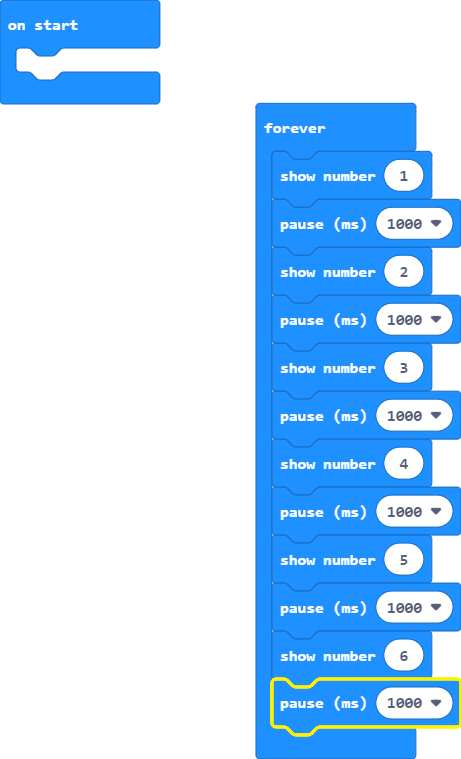 on start
forever
show number 1
pause (ms) 1000
show number 2
pause (ms) 1000
show number 3
pause (ms) 1000
show number 4
pause (ms) 1000
show number 5
pause (ms) 1000
show number 6
pause (ms) 1000